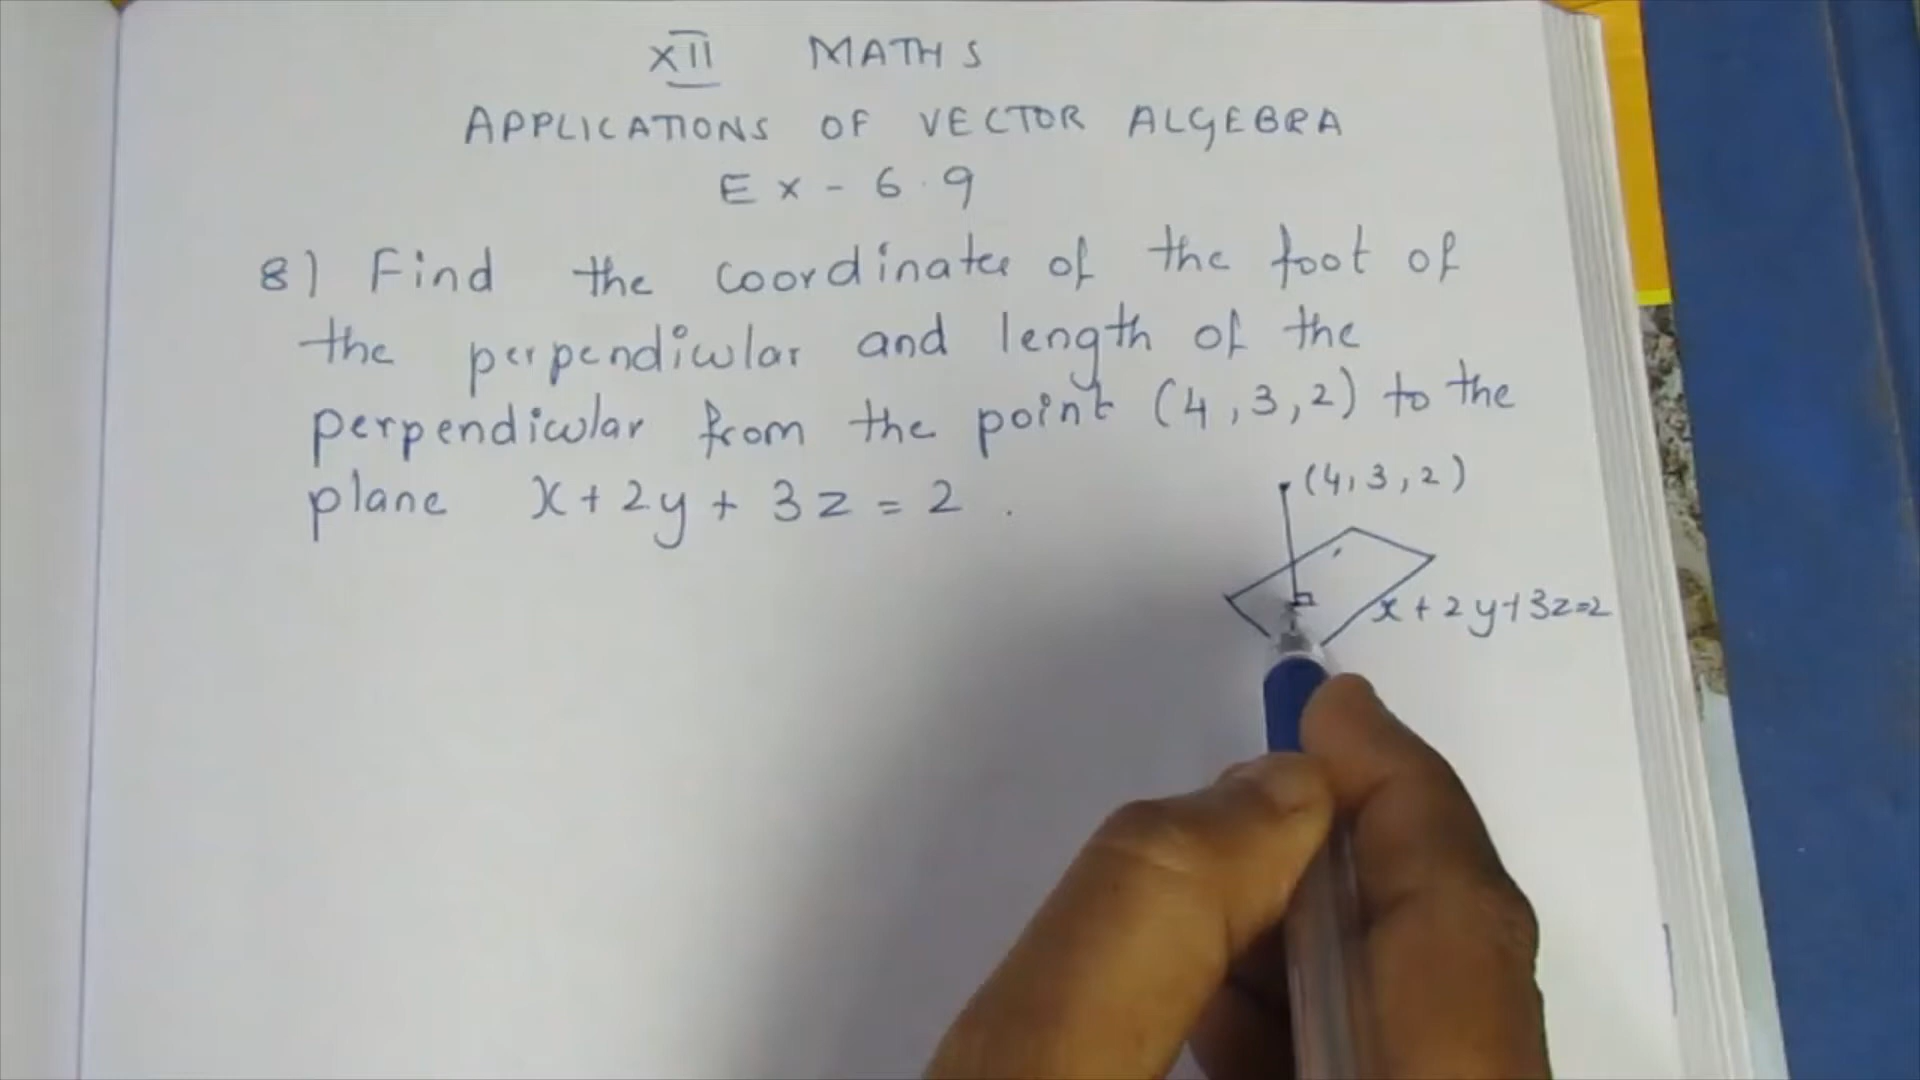 XII MATHS
APPLICATIONS OF VECTOR ALGEBRA
Ex - 6.9
8) Find the coordinates of the foot of
the perpendicular and length of the
perpendicular from the point (4,3,2) to the
plane x + 2y + 3z = 2.
(4,3,2)
x + 2y + 3z = 2